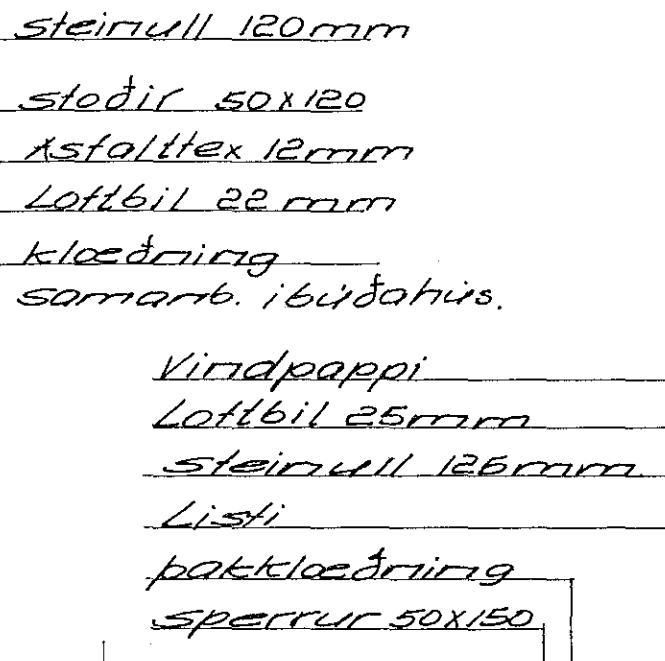 Steinull 120mm
Stoðir 50x120
Asfalttex 12mm
Loftbil 22 mm
klæðning
samanb. íbúðahús.
Vindpappi
Loftbil 25mm
Steinull 125mm
Listi
þakklæðning
sperrur 50x150